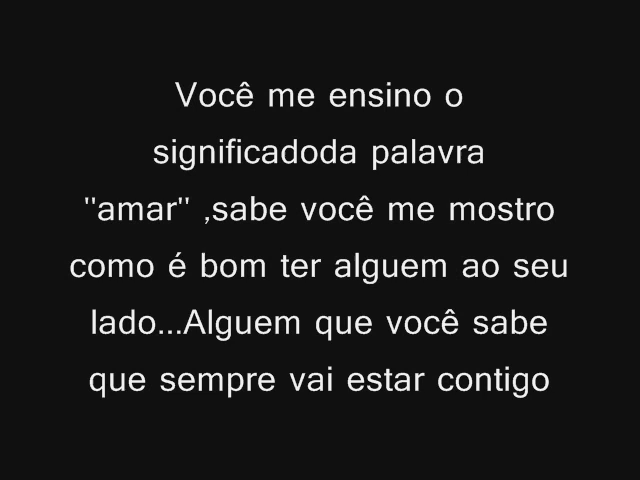 Você me ensino o
significadoda palavra
"amar" ,sabe você me mostro
como é bom ter alguem ao seu
lado...Alguem que você sabe
que sempre vai estar contigo